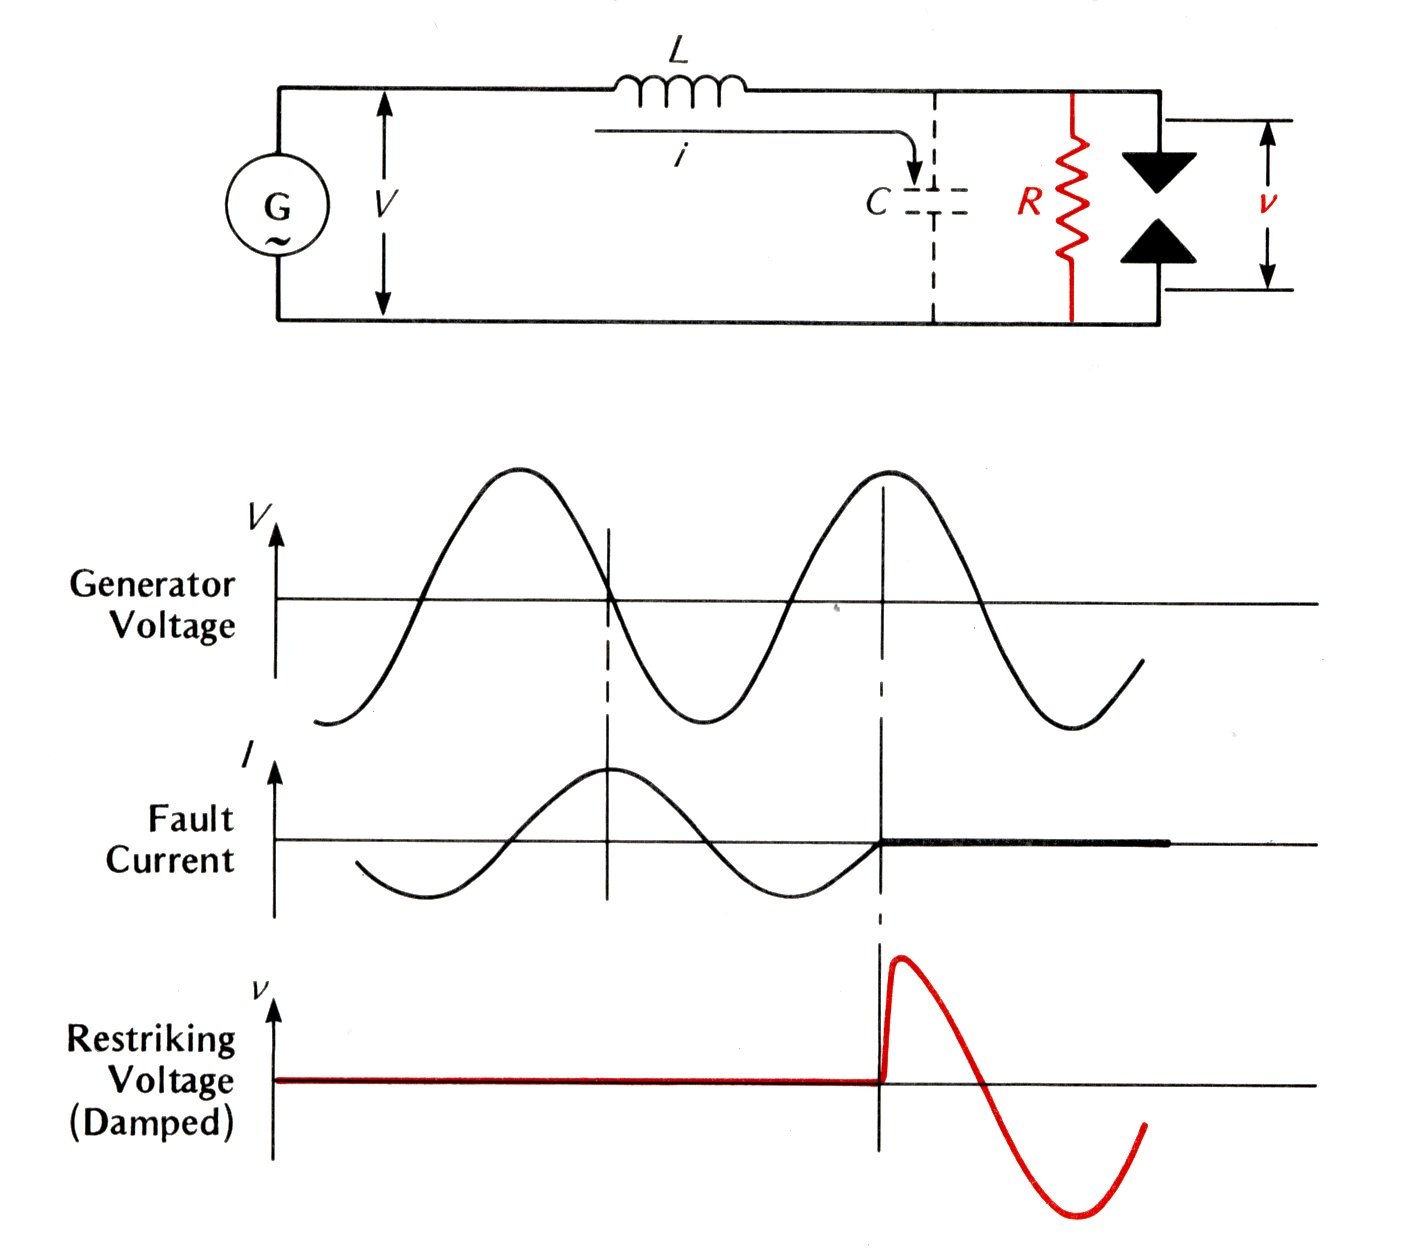 L
i
G
~
V
C
R
v
V
Generator
Voltage
I
Fault
Current
v
Restriking
Voltage
(Damped)